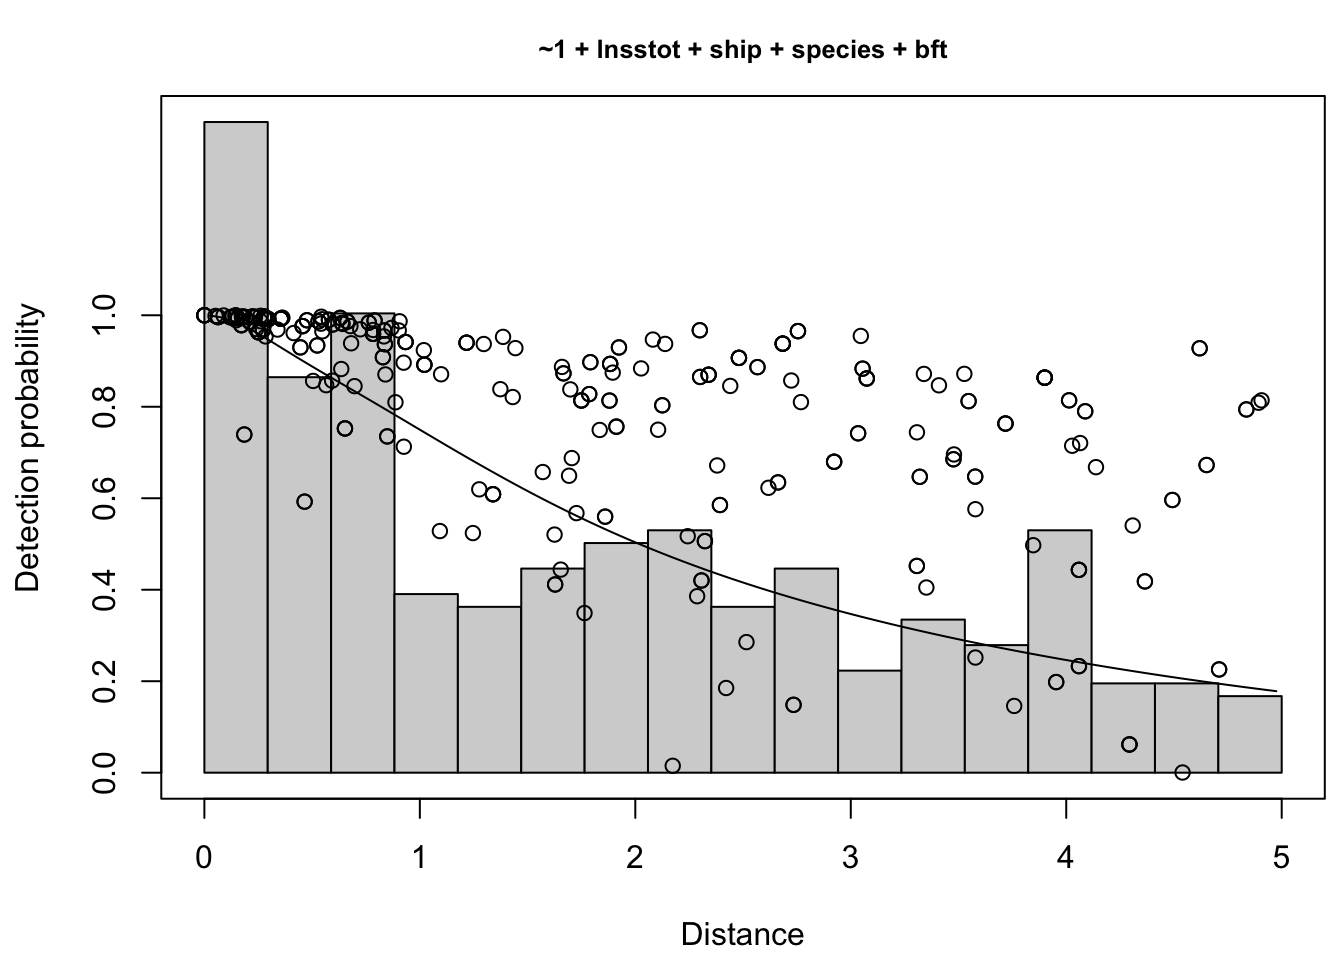 ~1 + lnsstot + ship + species + bft
Detection probability
1.0
0.8
0.6
0.4
0.2
0.0
0 1 2 3 4 5
Distance